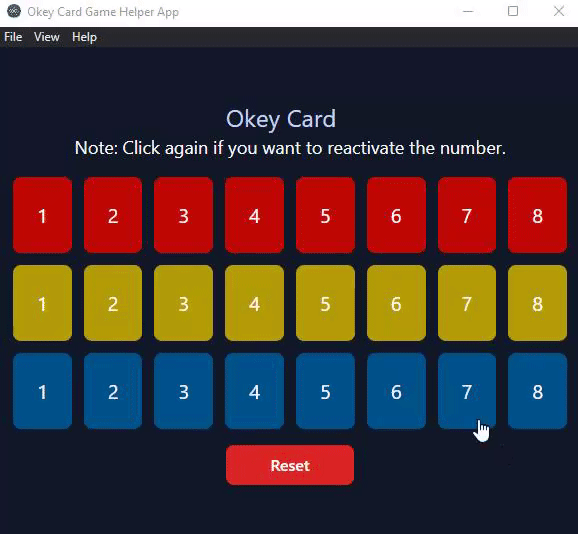 Okey Card Game Helper App
File View Help
Okey Card
Note: Click again if you want to reactivate the number.
1 2 3 4 5 6 7 8
1 2 3 4 5 6 7 8
1 2 3 4 5 6 7 8
Reset